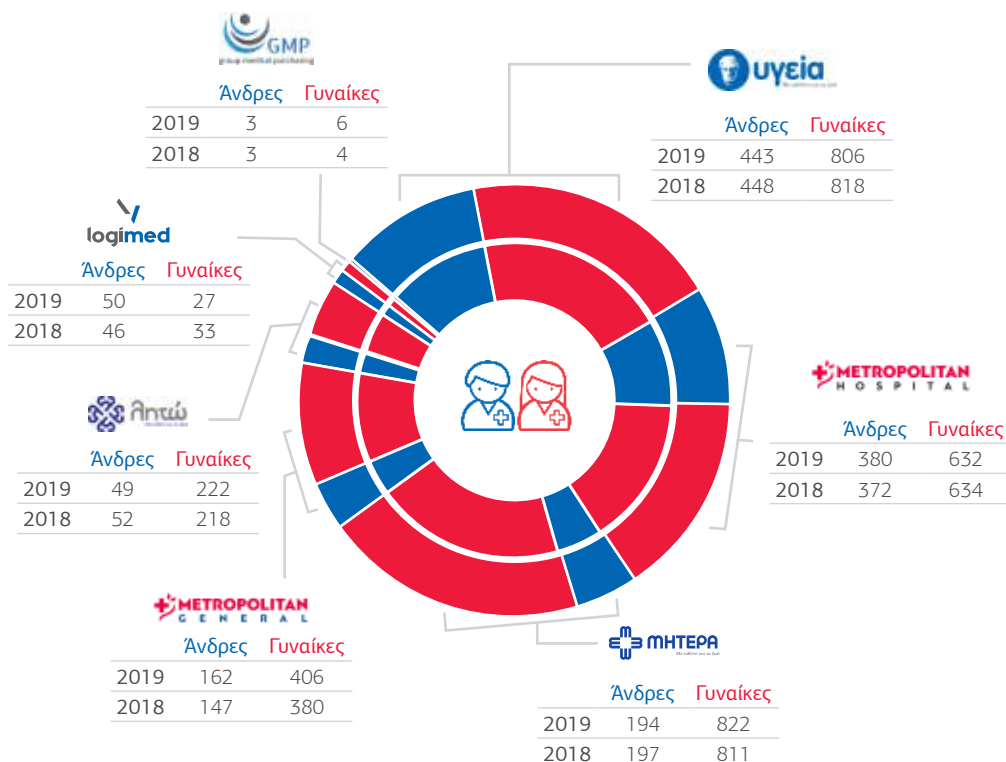 GMP
group medical purchasing
Άνδρες Γυναίκες
2019 3 6
2018 3 4
υγεία
Άνδρες Γυναίκες
2019 443 806
2018 448 818
logimed
Άνδρες Γυναίκες
2019 50 27
2018 46 33
METROPOLITAN
HOSPITAL
Άνδρες Γυναίκες
2019 380 632
2018 372 634
Λητώ
Άνδρες Γυναίκες
2019 49 222
2018 52 218
METROPOLITAN
GENERAL
Άνδρες Γυναίκες
2019 162 406
2018 147 380
ΜΗΤΕΡΑ
Άνδρες Γυναίκες
2019 194 822
2018 197 811